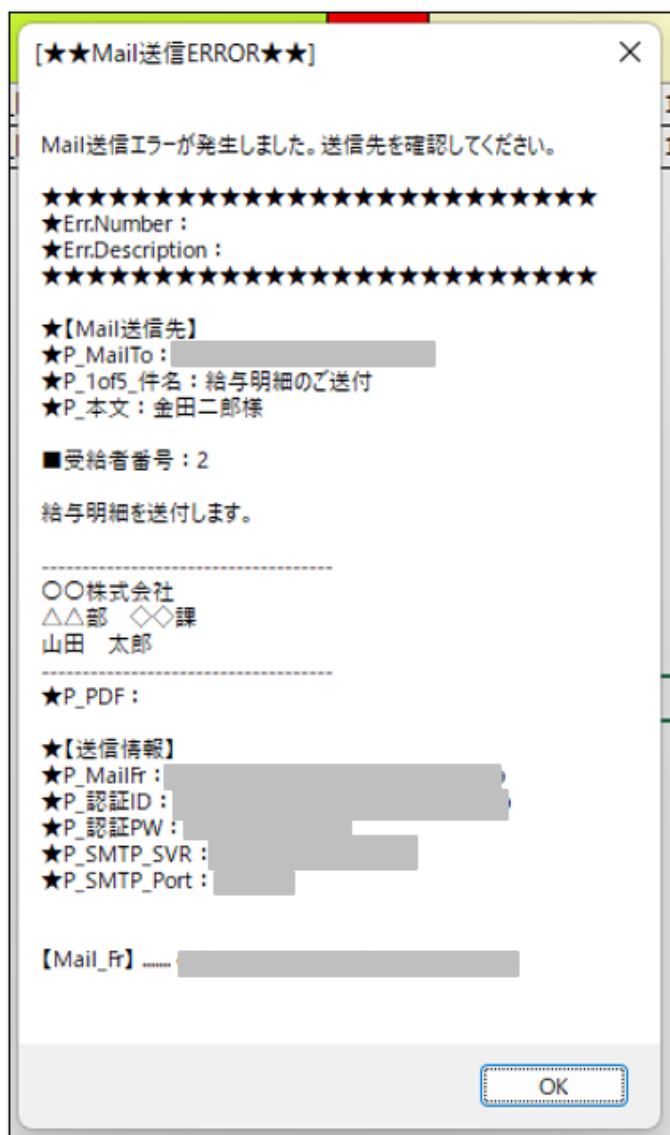 [★★Mail送信ERROR★★]
Mail送信エラーが発生しました。送信先を確認してください。
★★★★★★★★★★★★★★★★★★★★★★★★★
★Err.Number：
★Err.Description：
★★★★★★★★★★★★★★★★★★★★★★★★★
★【Mail送信先】
★P_MailTo：
★P_1of5_件名：給与明細のご送付
★P_本文：金田二郎様
■受給者番号：2
給与明細を送付します。
------------------------------------
〇〇株式会社
△△部　◇◇課
山田　太郎
------------------------------------
★P_PDF：
★【送信情報】
★P_MailFr：
★P_認証ID：
★P_認証PW：
★P_SMTP_SVR：
★P_SMTP_Port：
【Mail_Fr】........
OK